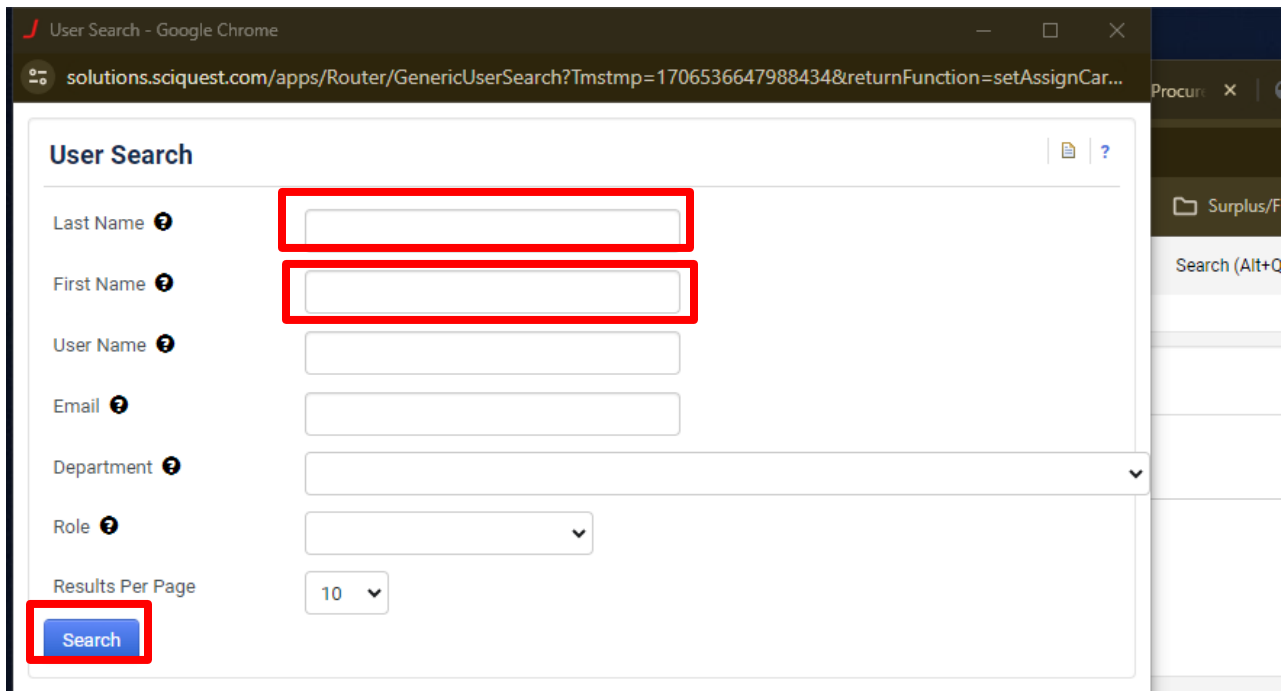 User Search - Google Chrome
solutions.sciquest.com/apps/Router/GenericUserSearch?Tmstmp=1706536647988434&returnFunction=setAssignCar...
Procure
User Search
?
Surplus/F
Last Name ?
Search (Alt+Q
First Name ?
User Name ?
Email ?
Department ?
Role ?
Results Per Page
10
Search